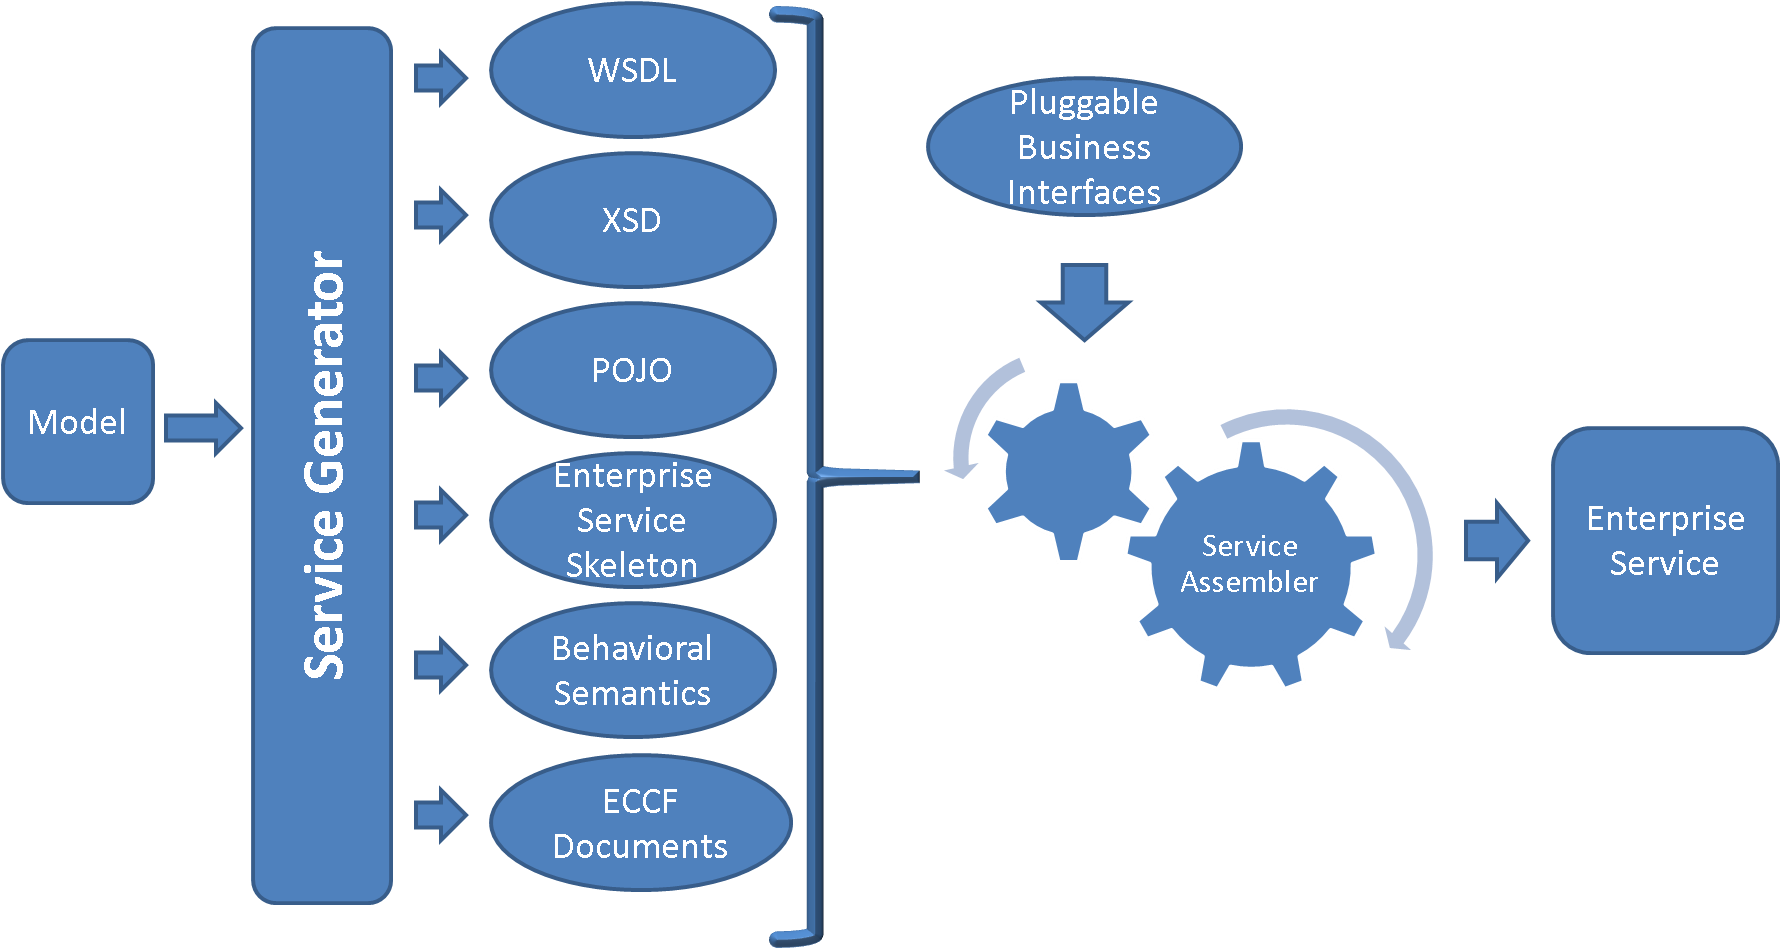 Model
Service Generator
WSDL
XSD
POJO
Enterprise
Service
Skeleton
Behavioral
Semantics
ECCF
Documents
Pluggable
Business
Interfaces
Service
Assembler
Enterprise
Service